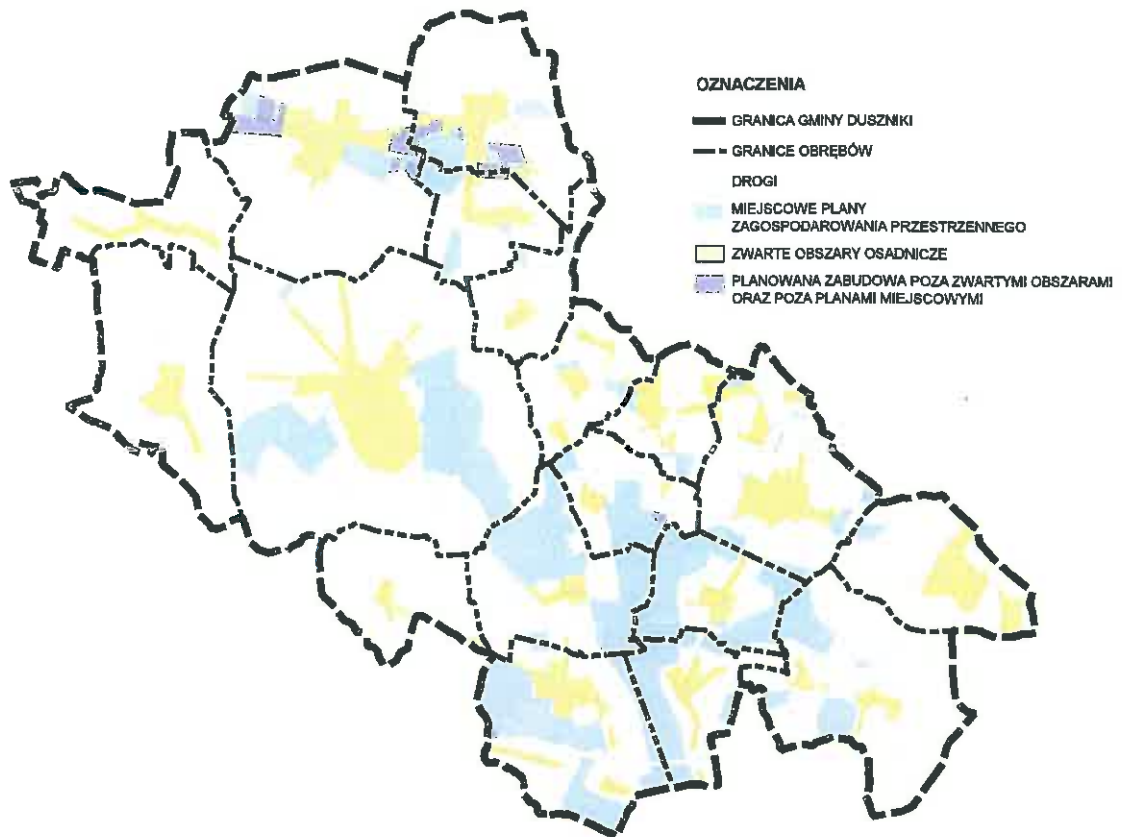 OZNACZENIA
GRANICA GMINY DUSZNIKI
GRANICE OBRĘBÓW
DROGI
MIEJSCOWE PLANY
ZAGOSPODAROWANIA PRZESTRZENNEGO
ZWARTE OBSZARY OSADNICZE
PLANOWANA ZABUDOWA POZA ZWARTYMI OBSZARAMI
ORAZ POZA PLANAMI MIEJSCOWYMI